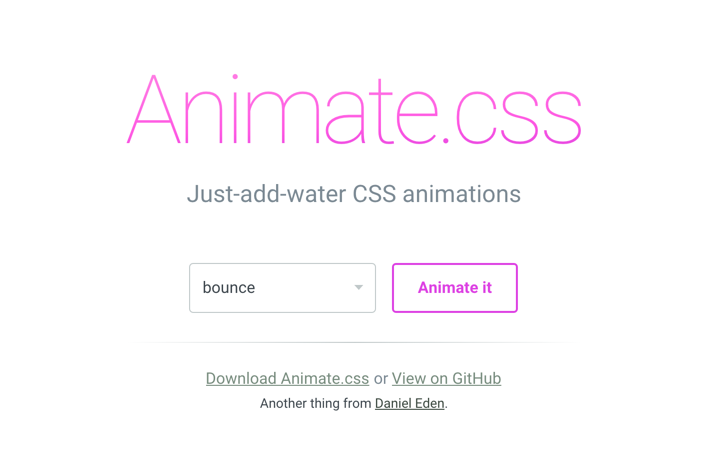 Animate.css
Just-add-water CSS animations
bounce
Animate it
Download Animate.css or View on GitHub
Another thing from Daniel Eden.